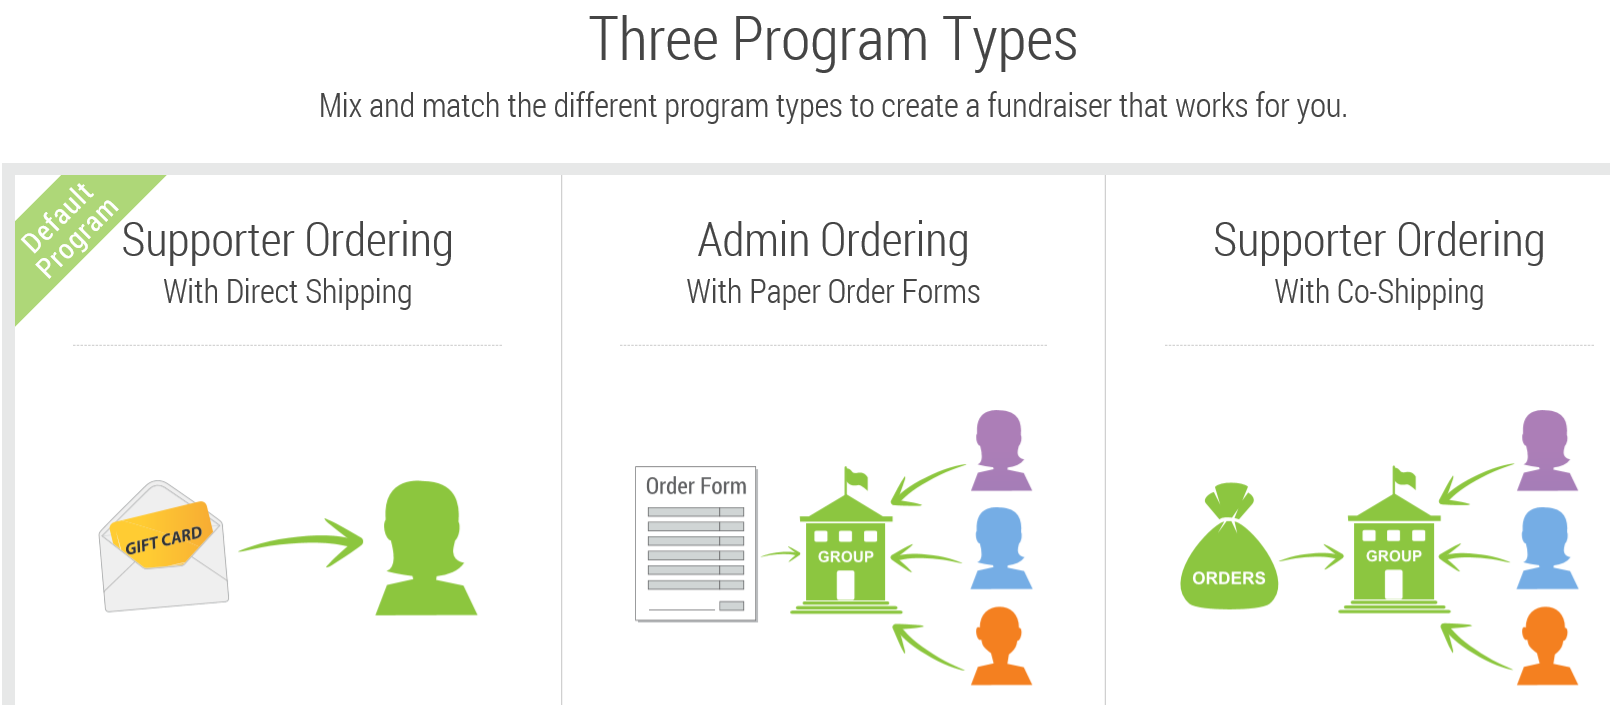 Three Program Types
Mix and match the different program types to create a fundraiser that works for you.
Default
Program
Supporter Ordering
With Direct Shipping
GIFT CARD
Admin Ordering
With Paper Order Forms
Order Form
GROUP
Supporter Ordering
With Co-Shipping
ORDERS
GROUP